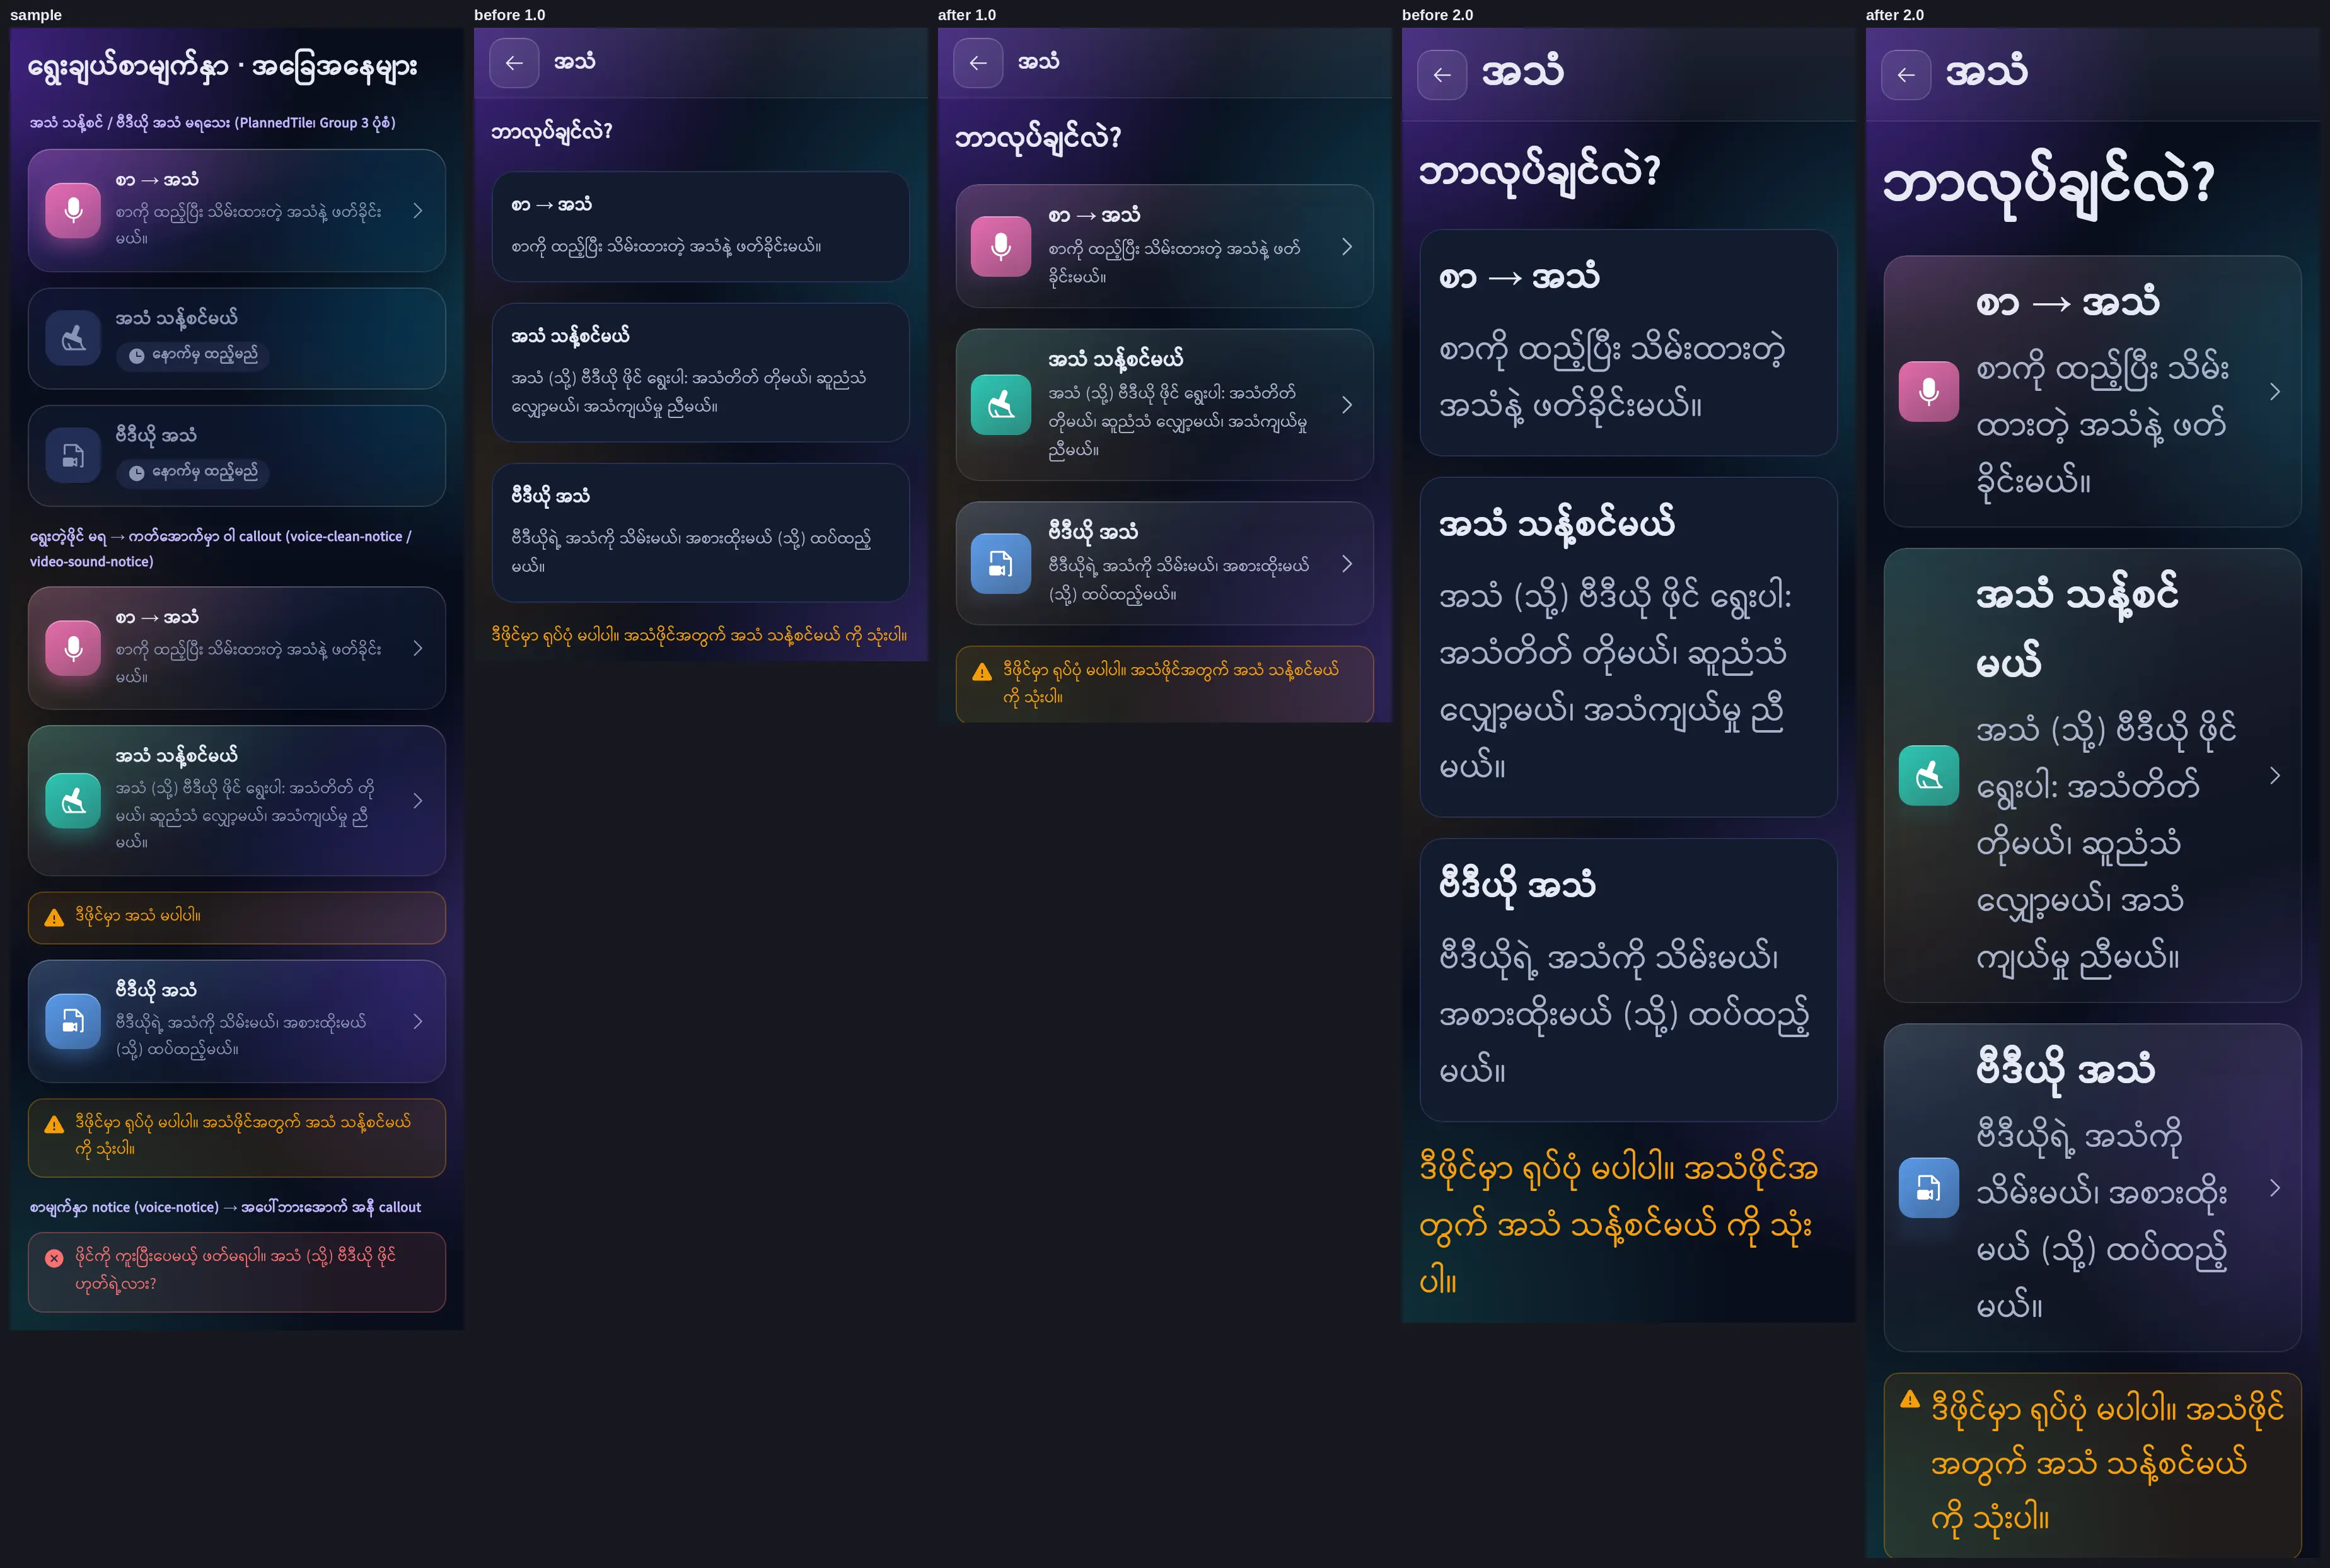 sample
ရွေးချယ်စာမျက်နှာ · အခြေအနေများ
အသံ သန့်စင် / ဗီဒီယို အသံ မရသေး (PlannedTile၊ Group 3 ပုံစံ)
စာ → အသံ
စာကို ထည့်ပြီး သိမ်းထားတဲ့ အသံနဲ့ ဖတ်ခိုင်း
မယ်။
အသံ သန့်စင်မယ်
နောက်မှ ထည့်မည်
ဗီဒီယို အသံ
နောက်မှ ထည့်မည်
ရွေးတဲ့ဖိုင် မရ → ကတ်အောက်မှာ ဝါ callout (voice-clean-notice /
video-sound-notice)
စာ → အသံ
စာကို ထည့်ပြီး သိမ်းထားတဲ့ အသံနဲ့ ဖတ်ခိုင်း
မယ်။
အသံ သန့်စင်မယ်
အသံ (သို့) ဗီဒီယို ဖိုင် ရွေးပါ: အသံတိတ် တို
မယ်၊ ဆူညံသံ လျှော့မယ်၊ အသံကျယ်မှု ညီ
မယ်။
ဒီဖိုင်မှာ အသံ မပါပါ။
ဗီဒီယို အသံ
ဗီဒီယိုရဲ့ အသံကို သိမ်းမယ်၊ အစားထိုးမယ်
(သို့) ထပ်ထည့်မယ်။
ဒီဖိုင်မှာ ရုပ်ပုံ မပါပါ။ အသံဖိုင်အတွက် အသံ သန့်စင်မယ်
ကို သုံးပါ။
စာမျက်နှာ notice (voice-notice) → အပေါ်ဘားအောက် အနီ callout
ဖိုင်ကို ကူးပြီးပေမယ့် ဖတ်မရပါ။ အသံ (သို့) ဗီဒီယို ဖိုင်
ဟုတ်ရဲ့လား?
before 1.0
အသံ
ဘာလုပ်ချင်လဲ?
စာ → အသံ
စာကို ထည့်ပြီး သိမ်းထားတဲ့ အသံနဲ့ ဖတ်ခိုင်းမယ်။
အသံ သန့်စင်မယ်
အသံ (သို့) ဗီဒီယို ဖိုင် ရွေးပါ: အသံတိတ် တိုမယ်၊ ဆူညံသံ
လျှော့မယ်၊ အသံကျယ်မှု ညီမယ်။
ဗီဒီယို အသံ
ဗီဒီယိုရဲ့ အသံကို သိမ်းမယ်၊ အစားထိုးမယ် (သို့) ထပ်ထည့်
မယ်။
ဒီဖိုင်မှာ ရုပ်ပုံ မပါပါ။ အသံဖိုင်အတွက် အသံ သန့်စင်မယ် ကို သုံးပါ။
after 1.0
အသံ
ဘာလုပ်ချင်လဲ?
စာ → အသံ
စာကို ထည့်ပြီး သိမ်းထားတဲ့ အသံနဲ့ ဖတ်
ခိုင်းမယ်။
အသံ သန့်စင်မယ်
အသံ (သို့) ဗီဒီယို ဖိုင် ရွေးပါ: အသံတိတ်
တိုမယ်၊ ဆူညံသံ လျှော့မယ်၊ အသံကျယ်မှု
ညီမယ်။
ဗီဒီယို အသံ
ဗီဒီယိုရဲ့ အသံကို သိမ်းမယ်၊ အစားထိုးမယ်
(သို့) ထပ်ထည့်မယ်။
ဒီဖိုင်မှာ ရုပ်ပုံ မပါပါ။ အသံဖိုင်အတွက် အသံ သန့်စင်မယ်
ကို သုံးပါ။
before 2.0
အသံ
ဘာလုပ်ချင်လဲ?
စာ → အသံ
စာကို ထည့်ပြီး သိမ်းထားတဲ့
အသံနဲ့ ဖတ်ခိုင်းမယ်။
အသံ သန့်စင်မယ်
အသံ (သို့) ဗီဒီယို ဖိုင် ရွေးပါ:
အသံတိတ် တိုမယ်၊ ဆူညံသံ
လျှော့မယ်၊ အသံကျယ်မှု ညီ
မယ်။
ဗီဒီယို အသံ
ဗီဒီယိုရဲ့ အသံကို သိမ်းမယ်၊
အစားထိုးမယ် (သို့) ထပ်ထည့်
မယ်။
ဒီဖိုင်မှာ ရုပ်ပုံ မပါပါ။ အသံဖိုင်အ
တွက် အသံ သန့်စင်မယ် ကို သုံး
ပါ။
after 2.0
အသံ
ဘာလုပ်ချင်လဲ?
စာ → အသံ
စာကို ထည့်ပြီး သိမ်း
ထားတဲ့ အသံနဲ့ ဖတ်
ခိုင်းမယ်။
အသံ သန့်စင်
မယ်
အသံ (သို့) ဗီဒီယို ဖိုင်
ရွေးပါ: အသံတိတ်
တိုမယ်၊ ဆူညံသံ
လျှော့မယ်၊ အသံ
ကျယ်မှု ညီမယ်။
ဗီဒီယို အသံ
ဗီဒီယိုရဲ့ အသံကို
သိမ်းမယ်၊ အစားထိုး
မယ် (သို့) ထပ်ထည့်
မယ်။
ဒီဖိုင်မှာ ရုပ်ပုံ မပါပါ။ အသံဖိုင်
အတွက် အသံ သန့်စင်မယ်
ကို သုံးပါ။